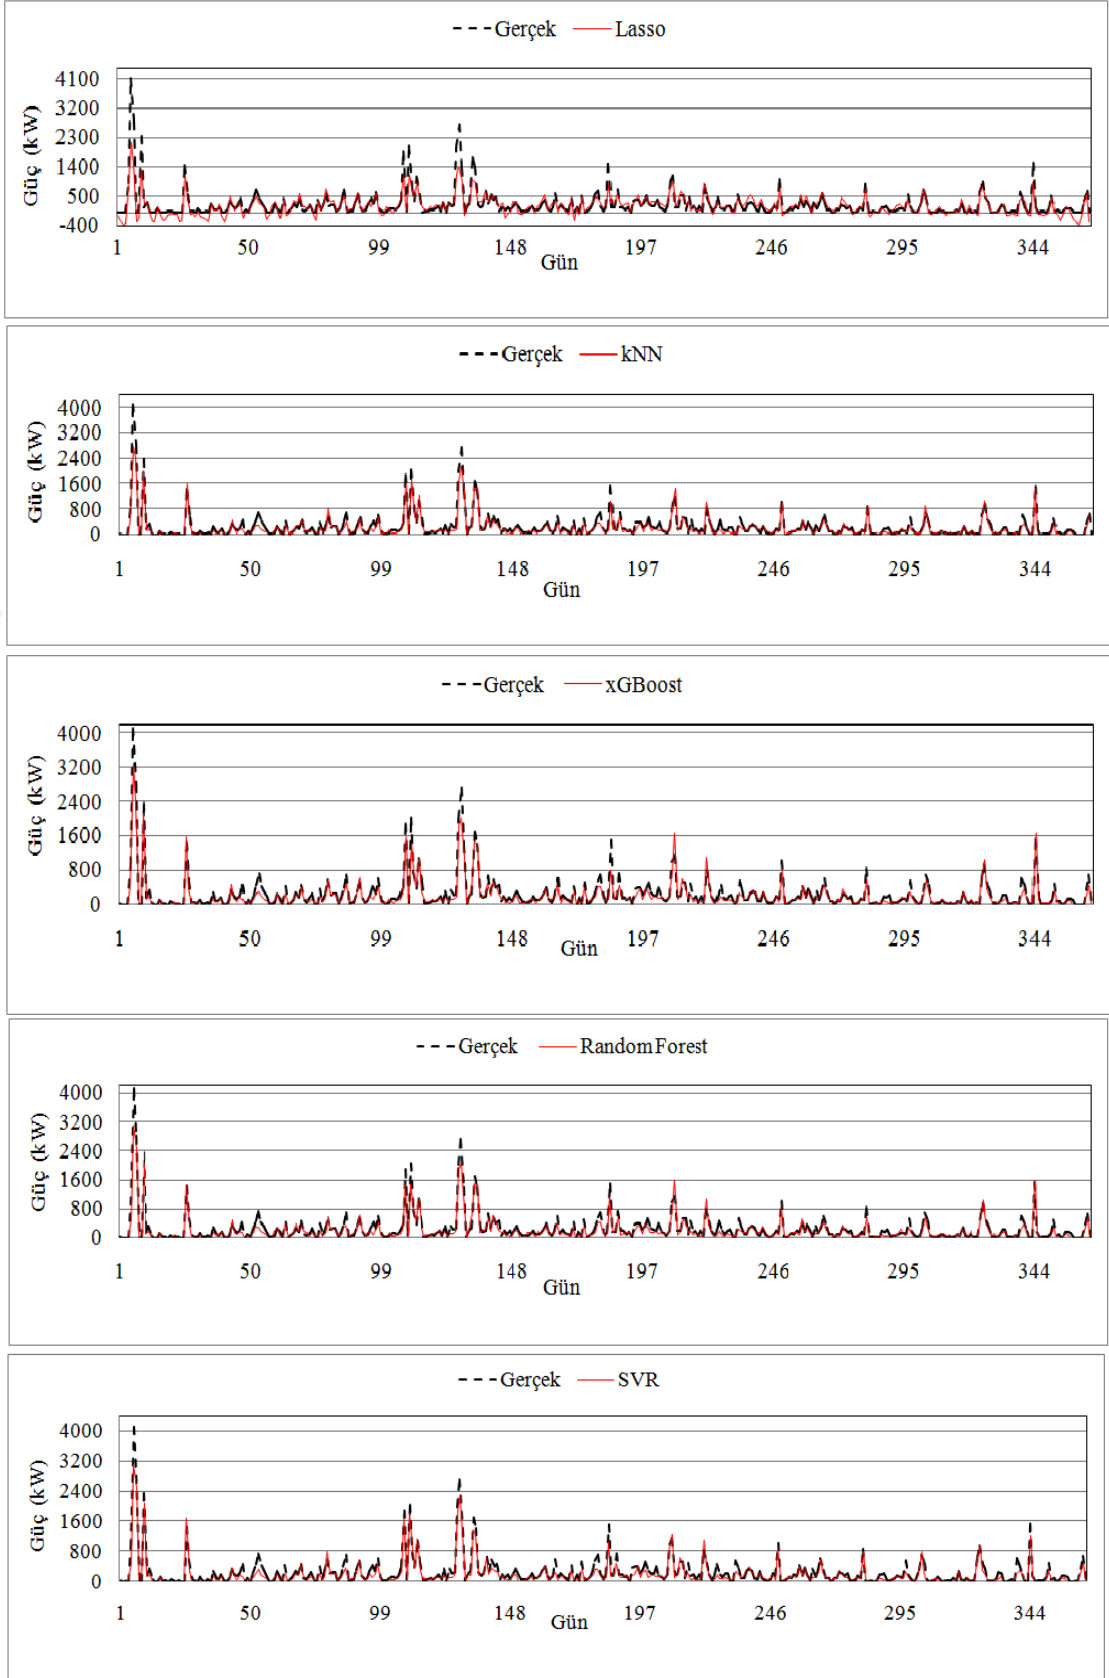 Gerçek Lasso
4100
3200
2300
1400
500
-400
Güç (kW)
1 50 99 148 197 246 295 344
Gün
Gerçek kNN
4000
3200
2400
1600
800
0
Güç (kW)
1 50 99 148 197 246 295 344
Gün
Gerçek xGBoost
4000
3200
2400
1600
800
0
Güç (kW)
1 50 99 148 197 246 295 344
Gün
Gerçek RandomForest
4000
3200
2400
1600
800
0
Güç (kW)
1 50 99 148 197 246 295 344
Gün
Gerçek SVR
4000
3200
2400
1600
800
0
Güç (kW)
1 50 99 148 197 246 295 344
Gün